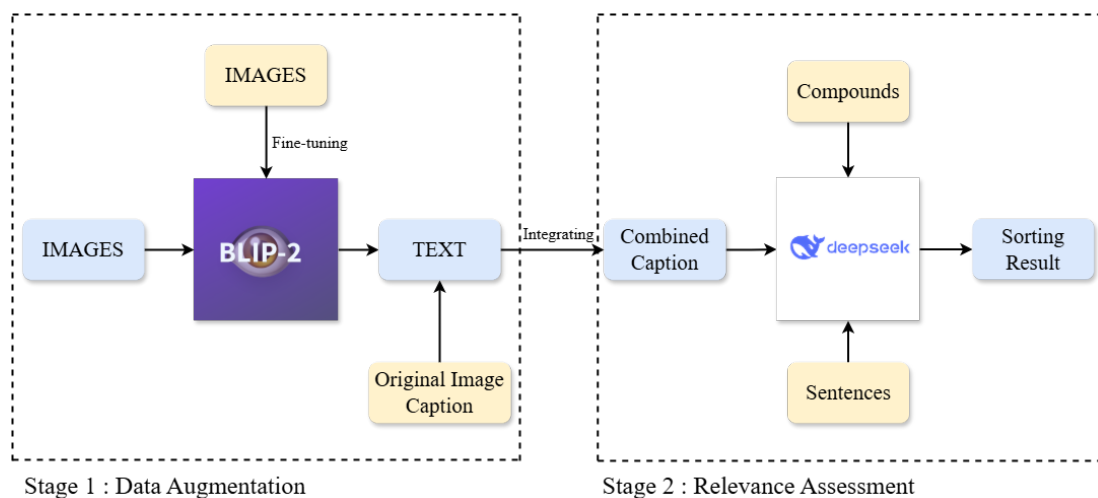 IMAGES
Fine-tuning
IMAGES
BLIP-2
TEXT
Original Image
Caption
Integrating
Stage 1 : Data Augmentation
Compounds
Combined
Caption
deepseek
Sorting
Result
Sentences
Stage 2 : Relevance Assessment